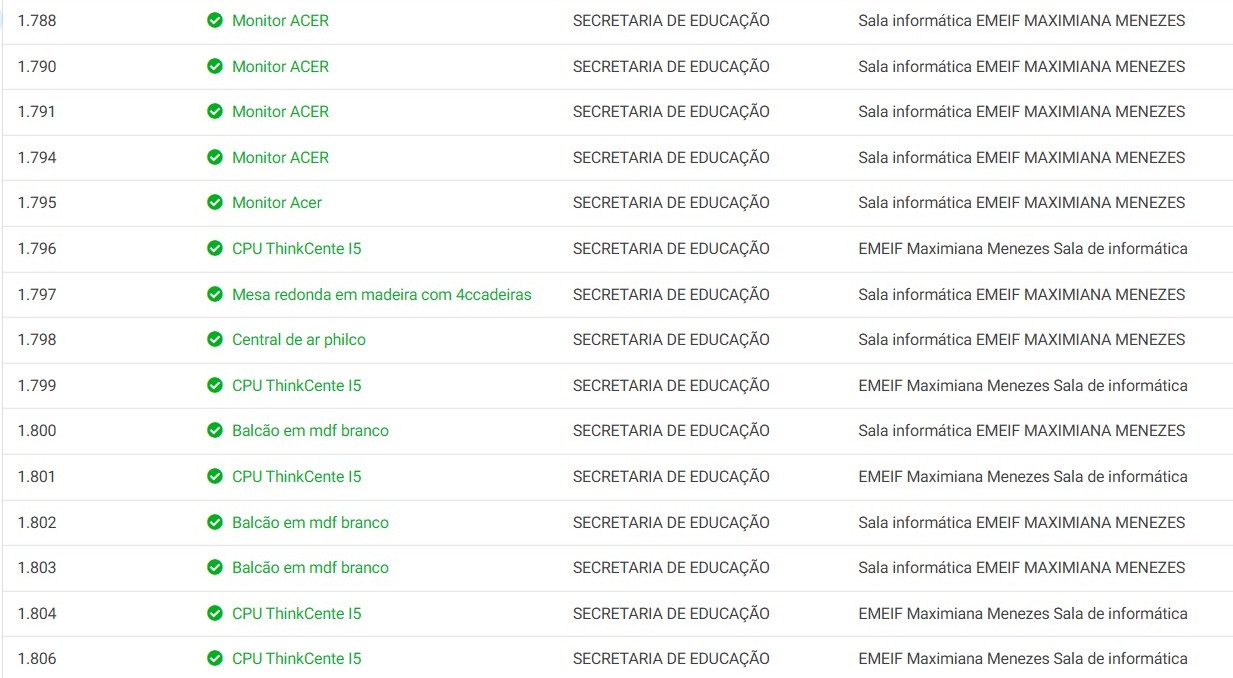 1.788 Monitor ACER SECRETARIA DE EDUCAÇÃO Sala informática EMEIF MAXIMIANA MENEZES
1.790 Monitor ACER SECRETARIA DE EDUCAÇÃO Sala informática EMEIF MAXIMIANA MENEZES
1.791 Monitor ACER SECRETARIA DE EDUCAÇÃO Sala informática EMEIF MAXIMIANA MENEZES
1.794 Monitor ACER SECRETARIA DE EDUCAÇÃO Sala informática EMEIF MAXIMIANA MENEZES
1.795 Monitor Acer SECRETARIA DE EDUCAÇÃO Sala informática EMEIF MAXIMIANA MENEZES
1.796 CPU ThinkCente I5 SECRETARIA DE EDUCAÇÃO EMEIF Maximiana Menezes Sala de informática
1.797 Mesa redonda em madeira com 4ccadeiras SECRETARIA DE EDUCAÇÃO Sala informática EMEIF MAXIMIANA MENEZES
1.798 Central de ar philco SECRETARIA DE EDUCAÇÃO Sala informática EMEIF MAXIMIANA MENEZES
1.799 CPU ThinkCente I5 SECRETARIA DE EDUCAÇÃO EMEIF Maximiana Menezes Sala de informática
1.800 Balcão em mdf branco SECRETARIA DE EDUCAÇÃO Sala informática EMEIF MAXIMIANA MENEZES
1.801 CPU ThinkCente I5 SECRETARIA DE EDUCAÇÃO EMEIF Maximiana Menezes Sala de informática
1.802 Balcão em mdf branco SECRETARIA DE EDUCAÇÃO Sala informática EMEIF MAXIMIANA MENEZES
1.803 Balcão em mdf branco SECRETARIA DE EDUCAÇÃO Sala informática EMEIF MAXIMIANA MENEZES
1.804 CPU ThinkCente I5 SECRETARIA DE EDUCAÇÃO EMEIF Maximiana Menezes Sala de informática
1.806 CPU ThinkCente I5 SECRETARIA DE EDUCAÇÃO EMEIF Maximiana Menezes Sala de informática